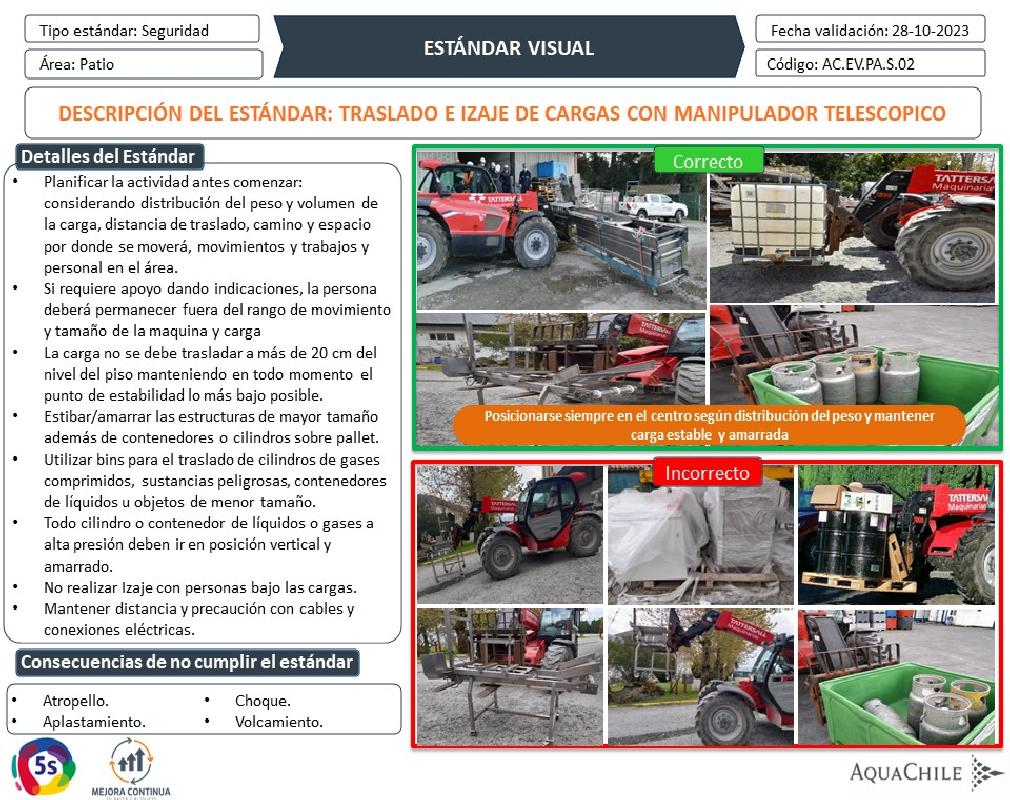 Tipo estándar: Seguridad
Área: Patio
ESTÁNDAR VISUAL
Fecha validación: 28-10-2023
Código: AC.EV.PA.S.02
DESCRIPCIÓN DEL ESTÁNDAR: TRASLADO E IZAJE DE CARGAS CON MANIPULADOR TELESCOPICO
Detalles del Estándar
• Planificar la actividad antes comenzar:
considerando distribución del peso y volumen de
la carga, distancia de traslado, camino y espacio
por donde se moverá, movimientos y trabajos y
personal en el área.
• Si requiere apoyo dando indicaciones, la persona
deberá permanecer fuera del rango de movimiento
y tamaño de la maquina y carga
• La carga no se debe trasladar a más de 20 cm del
nivel del piso manteniendo en todo momento el
punto de estabilidad lo más bajo posible.
• Estibar/amarrar las estructuras de mayor tamaño
además de contenedores o cilindros sobre pallet.
• Utilizar bins para el traslado de cilindros de gases
comprimidos, sustancias peligrosas, contenedores
de líquidos u objetos de menor tamaño.
• Todo cilindro o contenedor de líquidos o gases a
alta presión deben ir en posición vertical y
amarrado.
• No realizar Izaje con personas bajo las cargas.
• Mantener distancia y precaución con cables y
conexiones eléctricas.
Consecuencias de no cumplir el estándar
• Atropello.
• Aplastamiento.
• Choque.
• Volcamiento.
5s
MEJORA CONTINUA
Correcto
TATTERSALL
TATTERSAL
Maquinarias
TATTERSALL
Maquinarias
Posicionarse siempre en el centro según distribución del peso y mantener
carga estable y amarrada
Incorrecto
TATTERSALL
TATTERSAL
Maquinarias
TATTERSALL
Maquinarias
TATTERSALL
Maquinarias
AQUACHILE